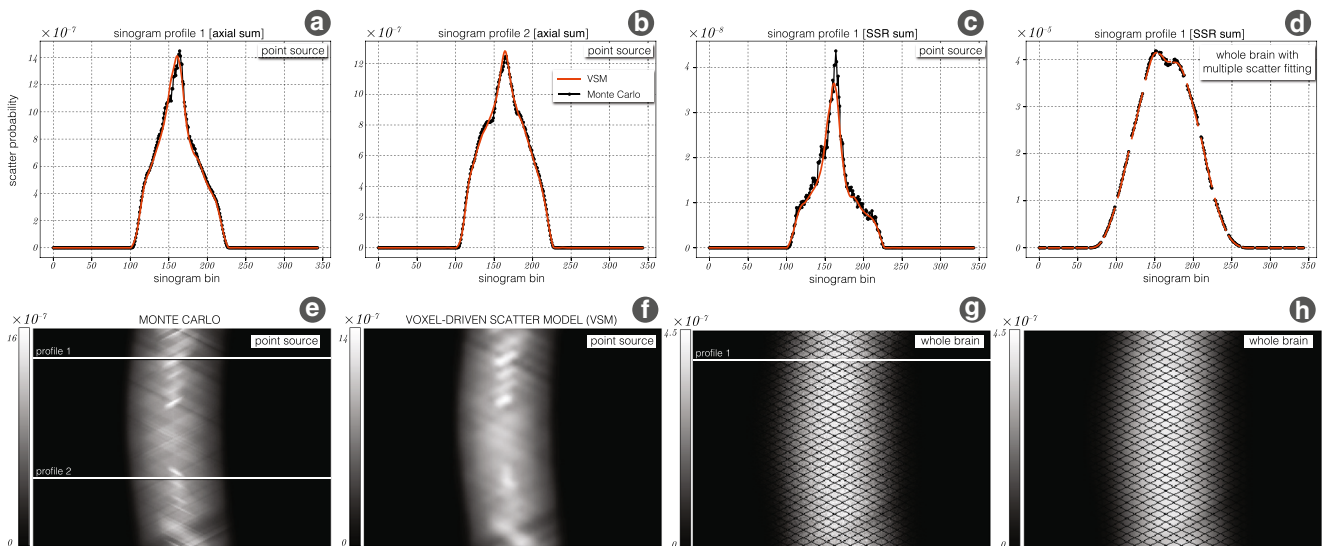 a
b
c
d
× 10⁻⁷ sinogram profile 1 [axial sum]
point source
14
12
10
8
6
4
2
0
scatter probability
0 50 100 150 200 250 300 350
sinogram bin
× 10⁻⁷ sinogram profile 2 [axial sum]
point source
VSM
Monte Carlo
12
10
8
6
4
2
0
0 50 100 150 200 250 300 350
sinogram bin
× 10⁻⁸ sinogram profile 1 [SSR sum]
point source
4
3
2
1
0
0 50 100 150 200 250 300 350
sinogram bin
× 10⁻⁵ sinogram profile 1 [SSR sum]
whole brain with
multiple scatter fitting
4
3
2
1
0
0 50 100 150 200 250 300 350
sinogram bin
e
f
g
h
× 10⁻⁷ MONTE CARLO
16
point source
profile 1
profile 2
0
× 10⁻⁷ VOXEL-DRIVEN SCATTER MODEL (VSM)
14
point source
0
× 10⁻⁷
4.5
whole brain
profile 1
0
× 10⁻⁷
4.5
whole brain
0